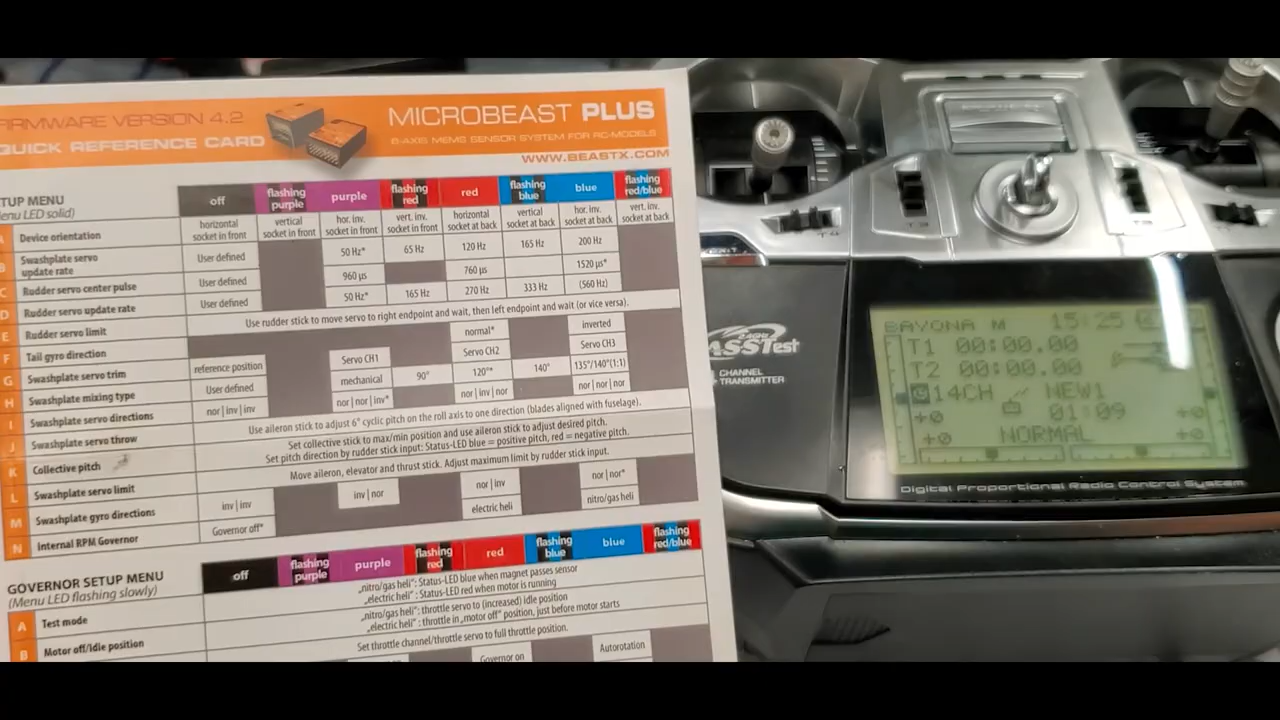 FIRMWARE VERSION 4.2
QUICK REFERENCE CARD
MICROBEAST PLUS
6-AXIS MEMS SENSOR SYSTEM FOR RC-MODELS
WWW.BEASTX.COM
SETUP MENU
(Menu LED solid)
off
flashing purple
purple
flashing red
red
flashing blue
blue
flashing red/blue
A Device orientation
horizontal socket in front
vertical socket in front
hor. inv. socket in front
vert. inv. socket in front
horizontal socket at back
vertical socket at back
hor. inv. socket at back
vert. inv. socket at back
B Swashplate servo update rate
User defined
50 Hz*
65 Hz
120 Hz
165 Hz
200 Hz
C Rudder servo center pulse
User defined
960 µs
760 µs
1520 µs*
D Rudder servo update rate
User defined
50 Hz*
165 Hz
270 Hz
333 Hz
(560 Hz)
E Rudder servo limit
Use rudder stick to move servo to right endpoint and wait, then left endpoint and wait (or vice versa).
F Tail gyro direction
normal*
inverted
G Swashplate servo trim
reference position
Servo CH1
Servo CH2
Servo CH3
H Swashplate mixing type
User defined
mechanical
90°
120°*
140°
135°/140°(1:1)
I Swashplate servo directions
nor | inv | inv
nor | inv | nor*
nor | inv | nor
nor | nor | nor
J Swashplate servo throw
Use aileron stick to adjust 6° cyclic pitch on the roll axis to one direction (blades aligned with fuselage).
K Collective pitch
Set collective stick to max/min position and use aileron stick to adjust desired pitch.
Set pitch direction by rudder stick input: Status-LED blue = positive pitch, red = negative pitch.
L Swashplate servo limit
Move aileron, elevator and thrust stick. Adjust maximum limit by rudder stick input.
M Swashplate gyro directions
inv | inv
inv | nor
nor | inv
nor | nor*
N Internal RPM Governor
Governor off*
electric heli
nitro/gas heli
GOVERNOR SETUP MENU
(Menu LED flashing slowly)
off
flashing purple
purple
flashing red
red
flashing blue
blue
flashing red/blue
A Test mode
„nitro/gas heli": Status-LED blue when magnet passes sensor
„electric heli": Status-LED red when motor is running
B Motor off/idle position
„nitro/gas heli": throttle servo to (increased) idle position
„electric heli": throttle in „motor off" position, just before motor starts
Set throttle channel/throttle servo to full throttle position.
Governor on
Autorotation
T4
T3
FASSTest
CHANNEL
TRANSMITTER
BAYONA M 15:25
T1 00:00.00
T2 00:00.00
14CH NEW1
+0 01:09 +0
+0 NORMAL +0
Digital Proportional Radio Control System